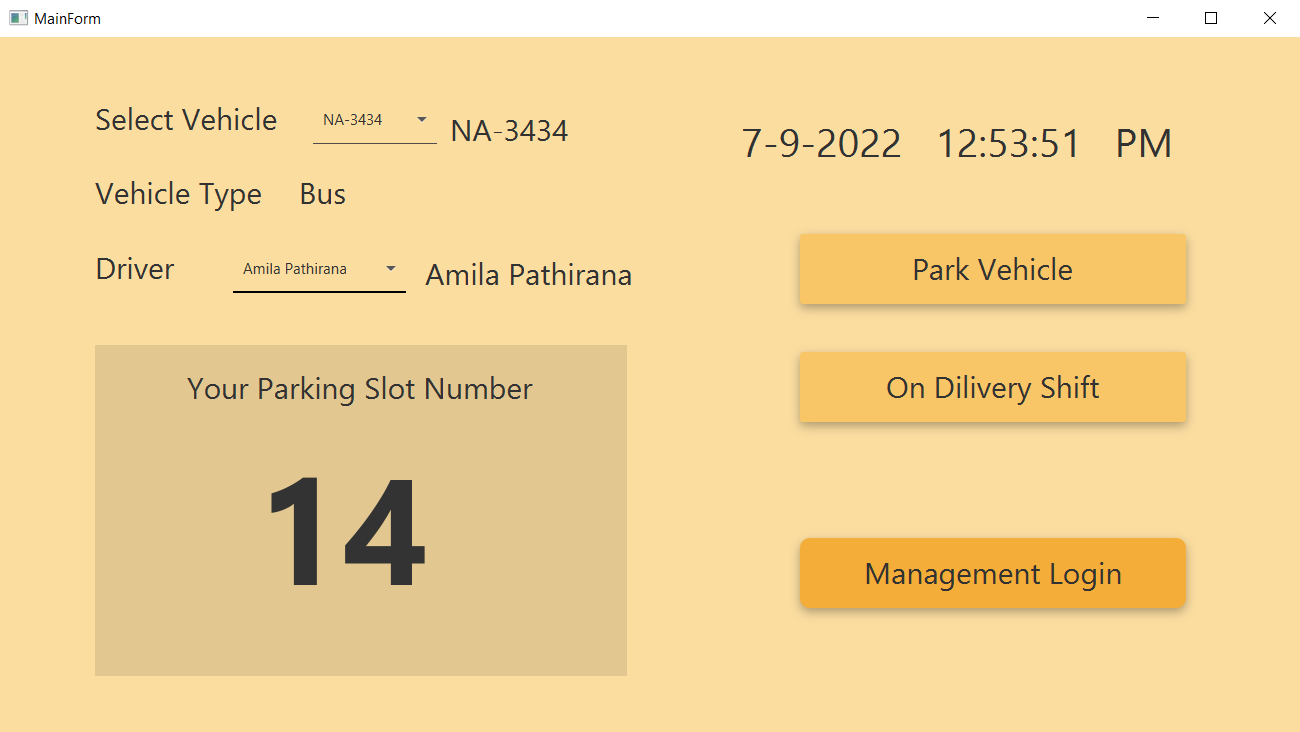 MainForm
Select Vehicle NA-3434 NA-3434
7-9-2022 12:53:51 PM
Vehicle Type Bus
Driver Amila Pathirana Amila Pathirana
Park Vehicle
On Dilivery Shift
Your Parking Slot Number
14
Management Login